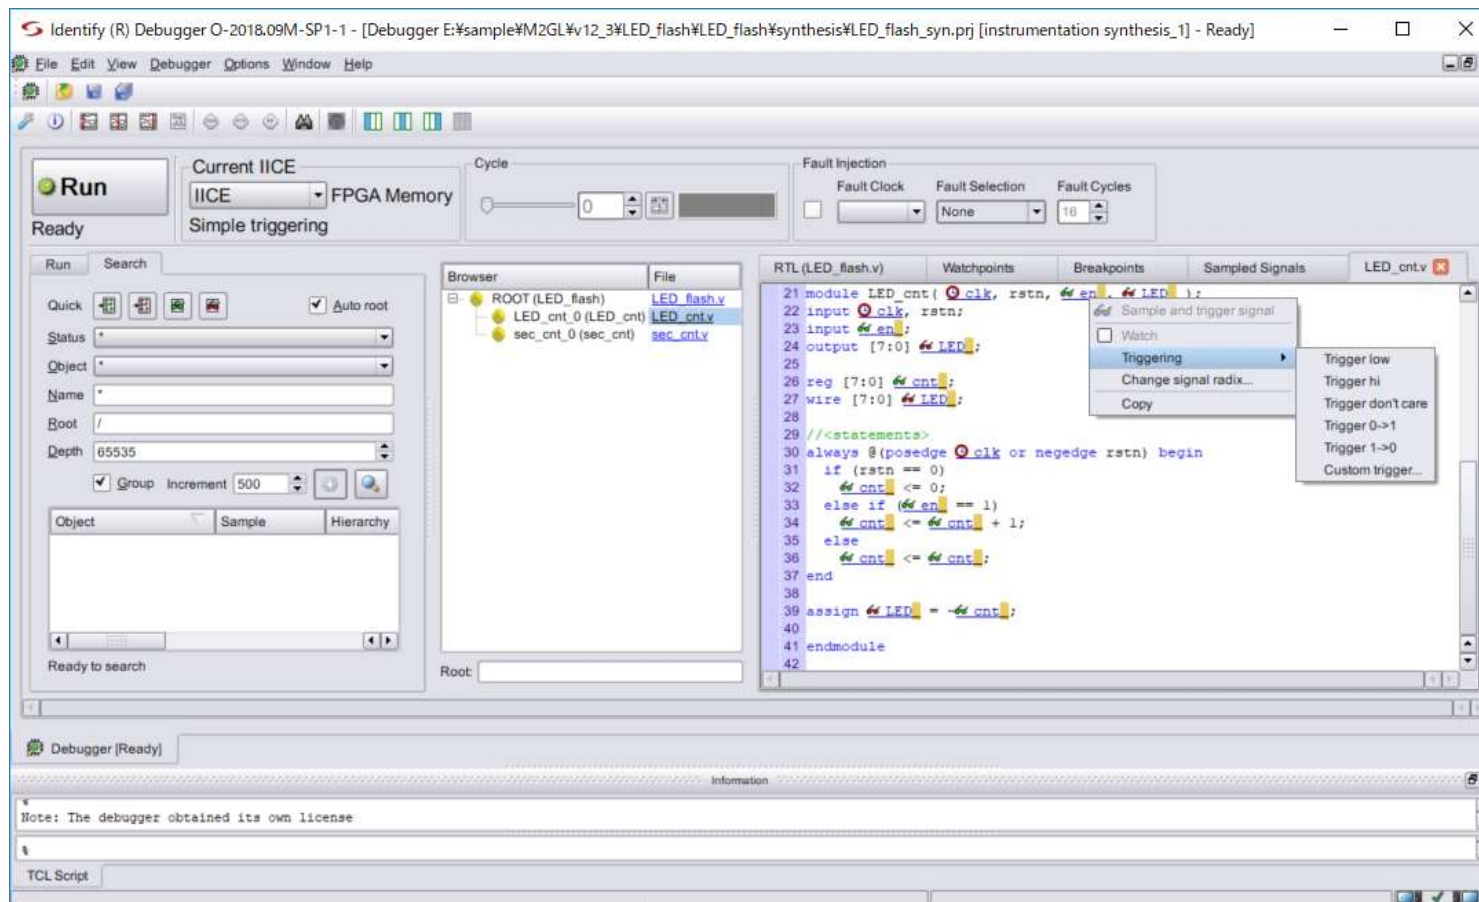 Identify (R) Debugger O-2018.09M-SP1-1 - [Debugger E:¥sample¥M2GL¥v12_3¥LED_flash¥LED_flash¥synthesis¥LED_flash_syn.prj [instrumentation synthesis_1] - Ready]
File Edit View Debugger Options Window Help
Run
Ready
Current IICE
IICE
FPGA Memory
Simple triggering
Cycle
0
Fault Injection
Fault Clock Fault Selection Fault Cycles
None 16
Run Search
Quick Auto root
Status *
Object *
Name *
Root /
Depth 65535
Group Increment 500
Object Sample Hierarchy
Ready to search
Browser File
ROOT (LED_flash) LED_flash.v
LED_cnt_0 (LED_cnt) LED_cnt.v
sec_cnt_0 (sec_cnt) sec_cnt.v
Root:
RTL (LED_flash.v) Watchpoints Breakpoints Sampled Signals LED_cnt.v
21 module LED_cnt( clk, rstn, en , LED );
22 input clk, rstn;
23 input en ;
24 output [7:0] LED ;
25
26 reg [7:0] cnt ;
27 wire [7:0] LED ;
28
29 //<statements>
30 always @(posedge clk or negedge rstn) begin
31 if (rstn == 0)
32 cnt <= 0;
33 else if ( en == 1)
34 cnt <= cnt + 1;
35 else
36 cnt <= cnt ;
37 end
38
39 assign LED = ~ cnt ;
40
41 endmodule
42
Sample and trigger signal
Watch
Triggering
Change signal radix...
Copy
Trigger low
Trigger hi
Trigger don't care
Trigger 0->1
Trigger 1->0
Custom trigger...
Debugger [Ready]
Information
%
Note: The debugger obtained its own license
%
TCL Script